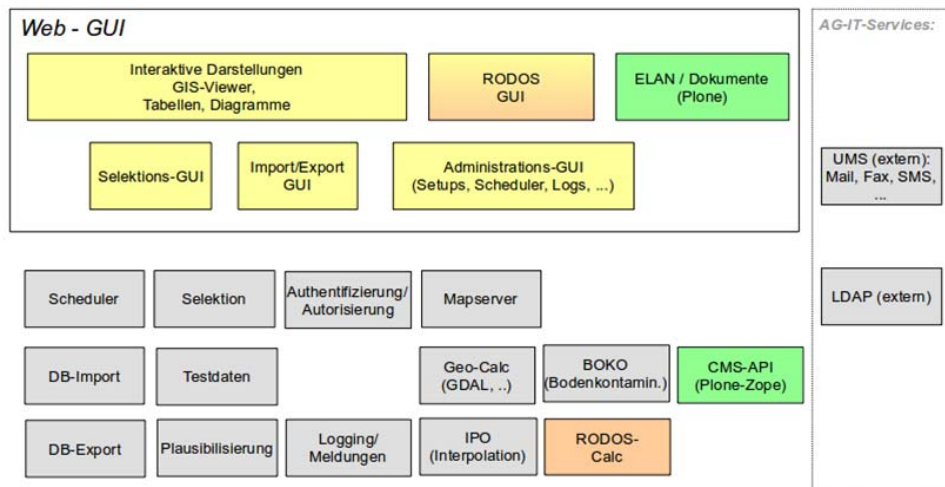 Web - GUI
AG-IT-Services:
Interaktive Darstellungen
GIS-Viewer,
Tabellen, Diagramme
RODOS
GUI
ELAN / Dokumente
(Plone)
Selektions-GUI
Import/Export
GUI
Administrations-GUI
(Setups, Scheduler, Logs, ...)
UMS (extern):
Mail, Fax, SMS,
...
Scheduler
Selektion
Authentifizierung/
Autorisierung
Mapserver
LDAP (extern)
DB-Import
Testdaten
Geo-Calc
(GDAL, ..)
BOKO
(Bodenkontamin.)
CMS-API
(Plone-Zope)
DB-Export
Plausibilisierung
Logging/
Meldungen
IPO
(Interpolation)
RODOS-
Calc